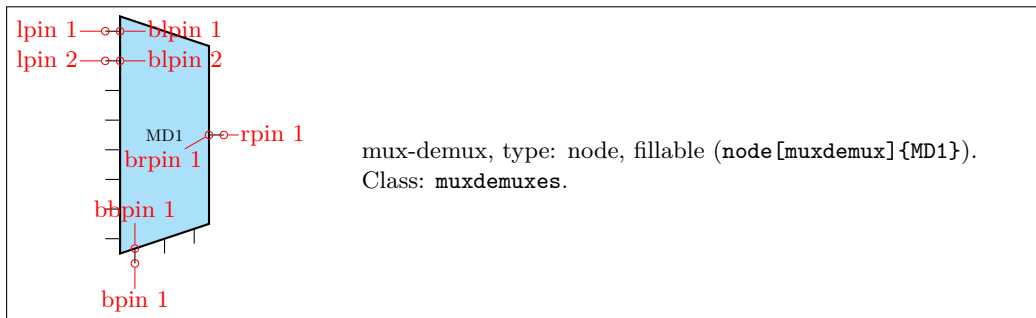 lpin 1
blpin 1
lpin 2
blpin 2
MD1
rpin 1
brpin 1
bbpin 1
bpin 1
mux-demux, type: node, fillable (node[muxdemux]{MD1}).
Class: muxdemuxes.